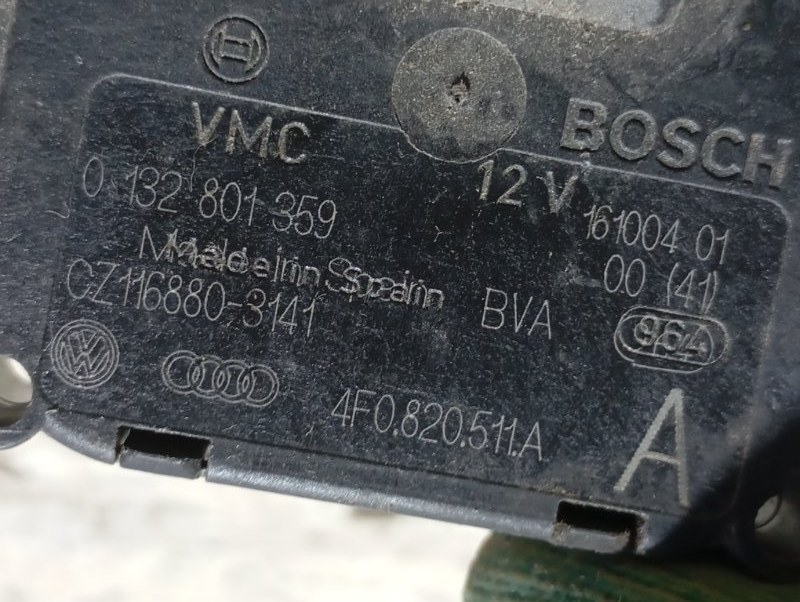 VMC BOSCH
0 132 801 359 12 V 161004 01
Made in Spain 00 (41)
CZ116880-3141 BVA
4F0.820.511.A A